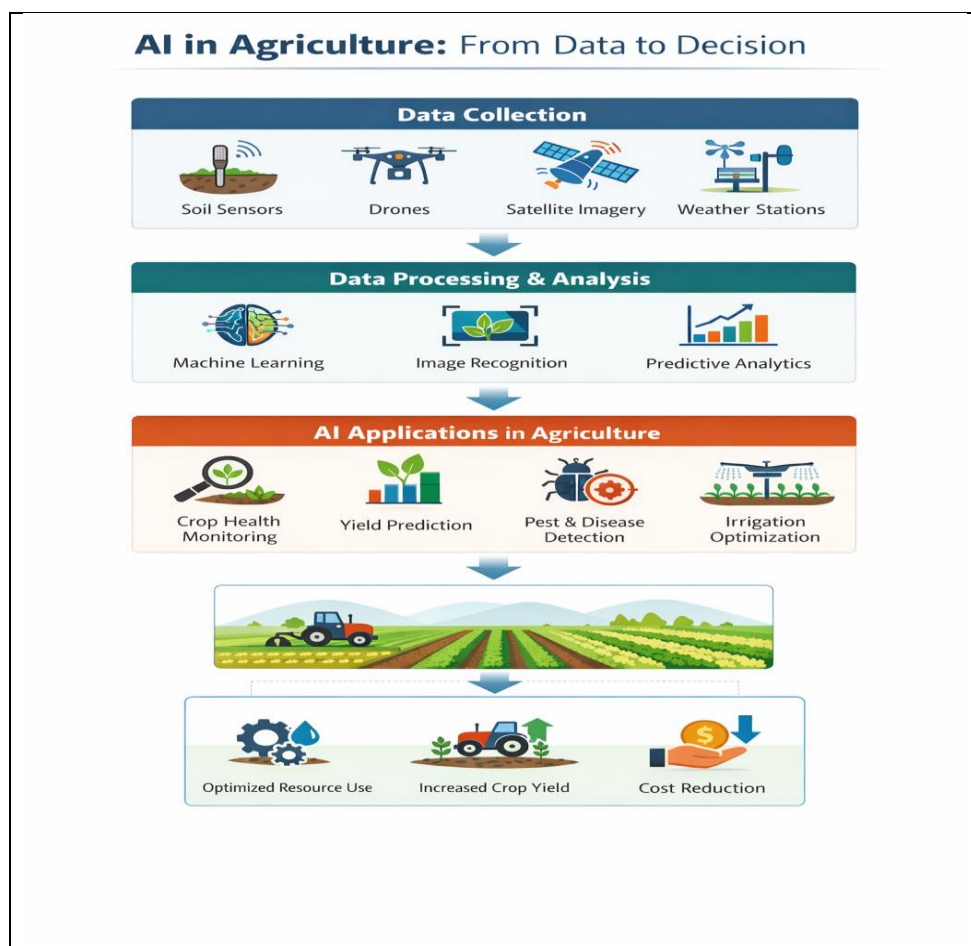 AI in Agriculture: From Data to Decision
Data Collection
Soil Sensors
Drones
Satellite Imagery
Weather Stations
Data Processing & Analysis
Machine Learning
Image Recognition
Predictive Analytics
AI Applications in Agriculture
Crop Health
Monitoring
Yield Prediction
Pest & Disease
Detection
Irrigation
Optimization
Optimized Resource Use
Increased Crop Yield
Cost Reduction